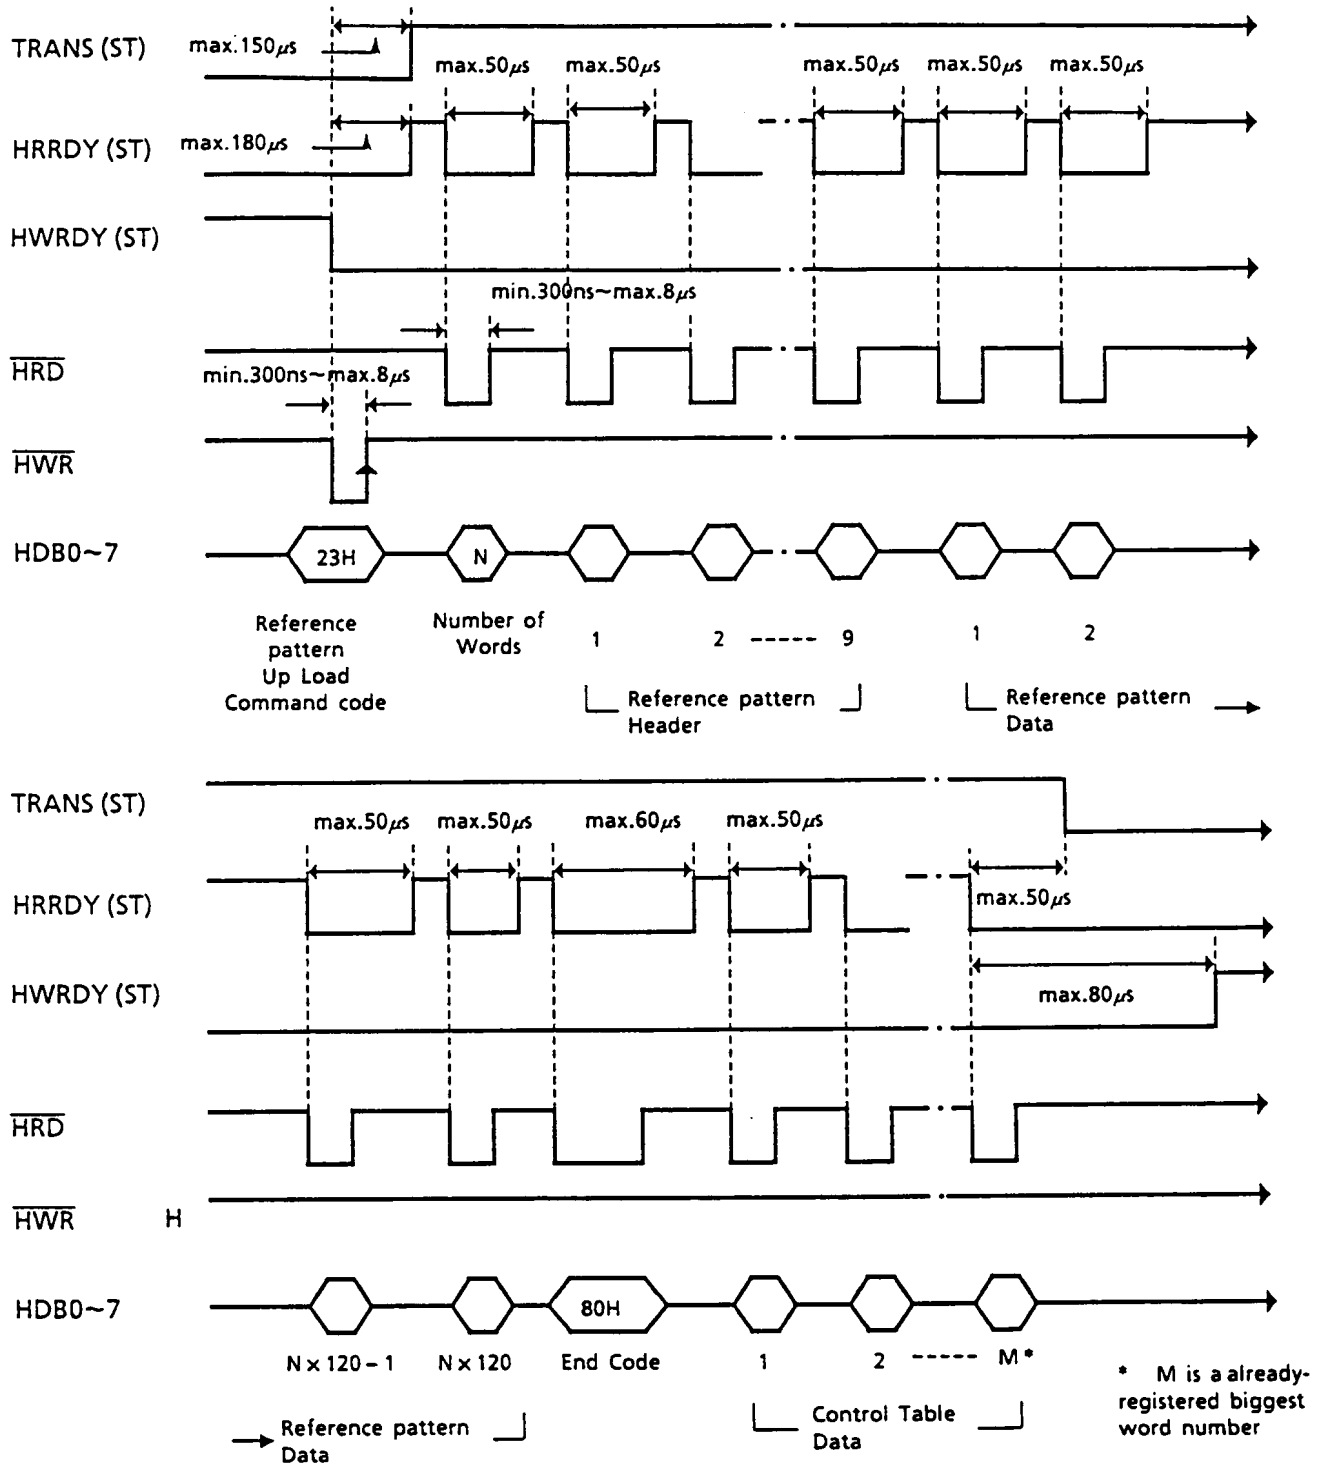 TRANS (ST)
max.150μs
max.50μs
max.50μs
max.50μs
max.50μs
max.50μs
HRRDY (ST)
max.180μs
HWRDY (ST)
min.300ns~max.8μs
HRD
min.300ns~max.8μs
HWR
HDB0~7
23H
N
Reference
pattern
Up Load
Command code
Number of
Words
1
2
-----
9
1
2
Reference pattern
Header
Reference pattern
Data
TRANS (ST)
max.50μs
max.50μs
max.60μs
max.50μs
HRRDY (ST)
max.50μs
HWRDY (ST)
max.80μs
HRD
HWR
H
HDB0~7
80H
N x 120 - 1
N x 120
End Code
1
2
-----
M*
Reference pattern
Data
Control Table
Data
* M is a already-
registered biggest
word number